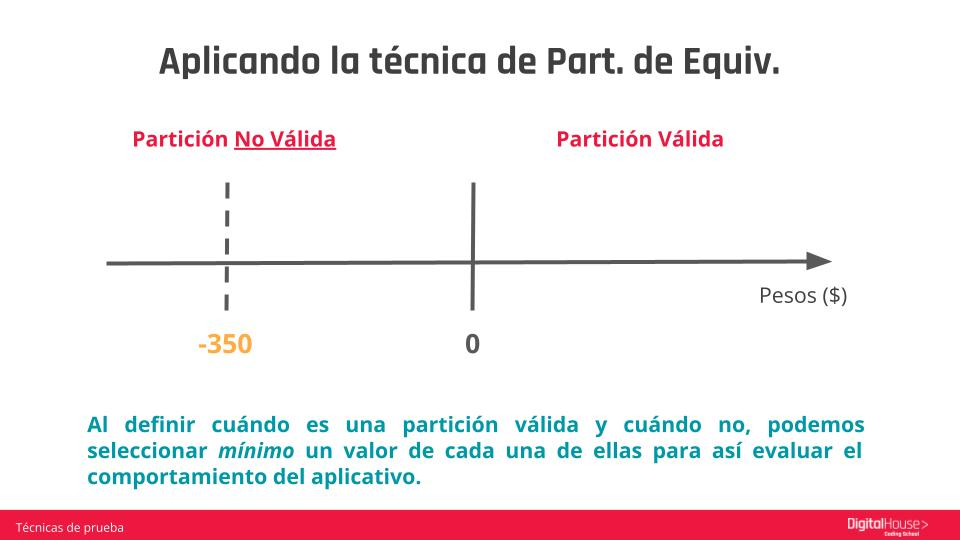 Aplicando la técnica de Part. de Equiv.
Partición No Válida
Partición Válida
Pesos ($)
-350
0
Al definir cuándo es una partición válida y cuándo no, podemos
seleccionar mínimo un valor de cada una de ellas para así evaluar el
comportamiento del aplicativo.
Técnicas de prueba
DigitalHouse>
Coding School